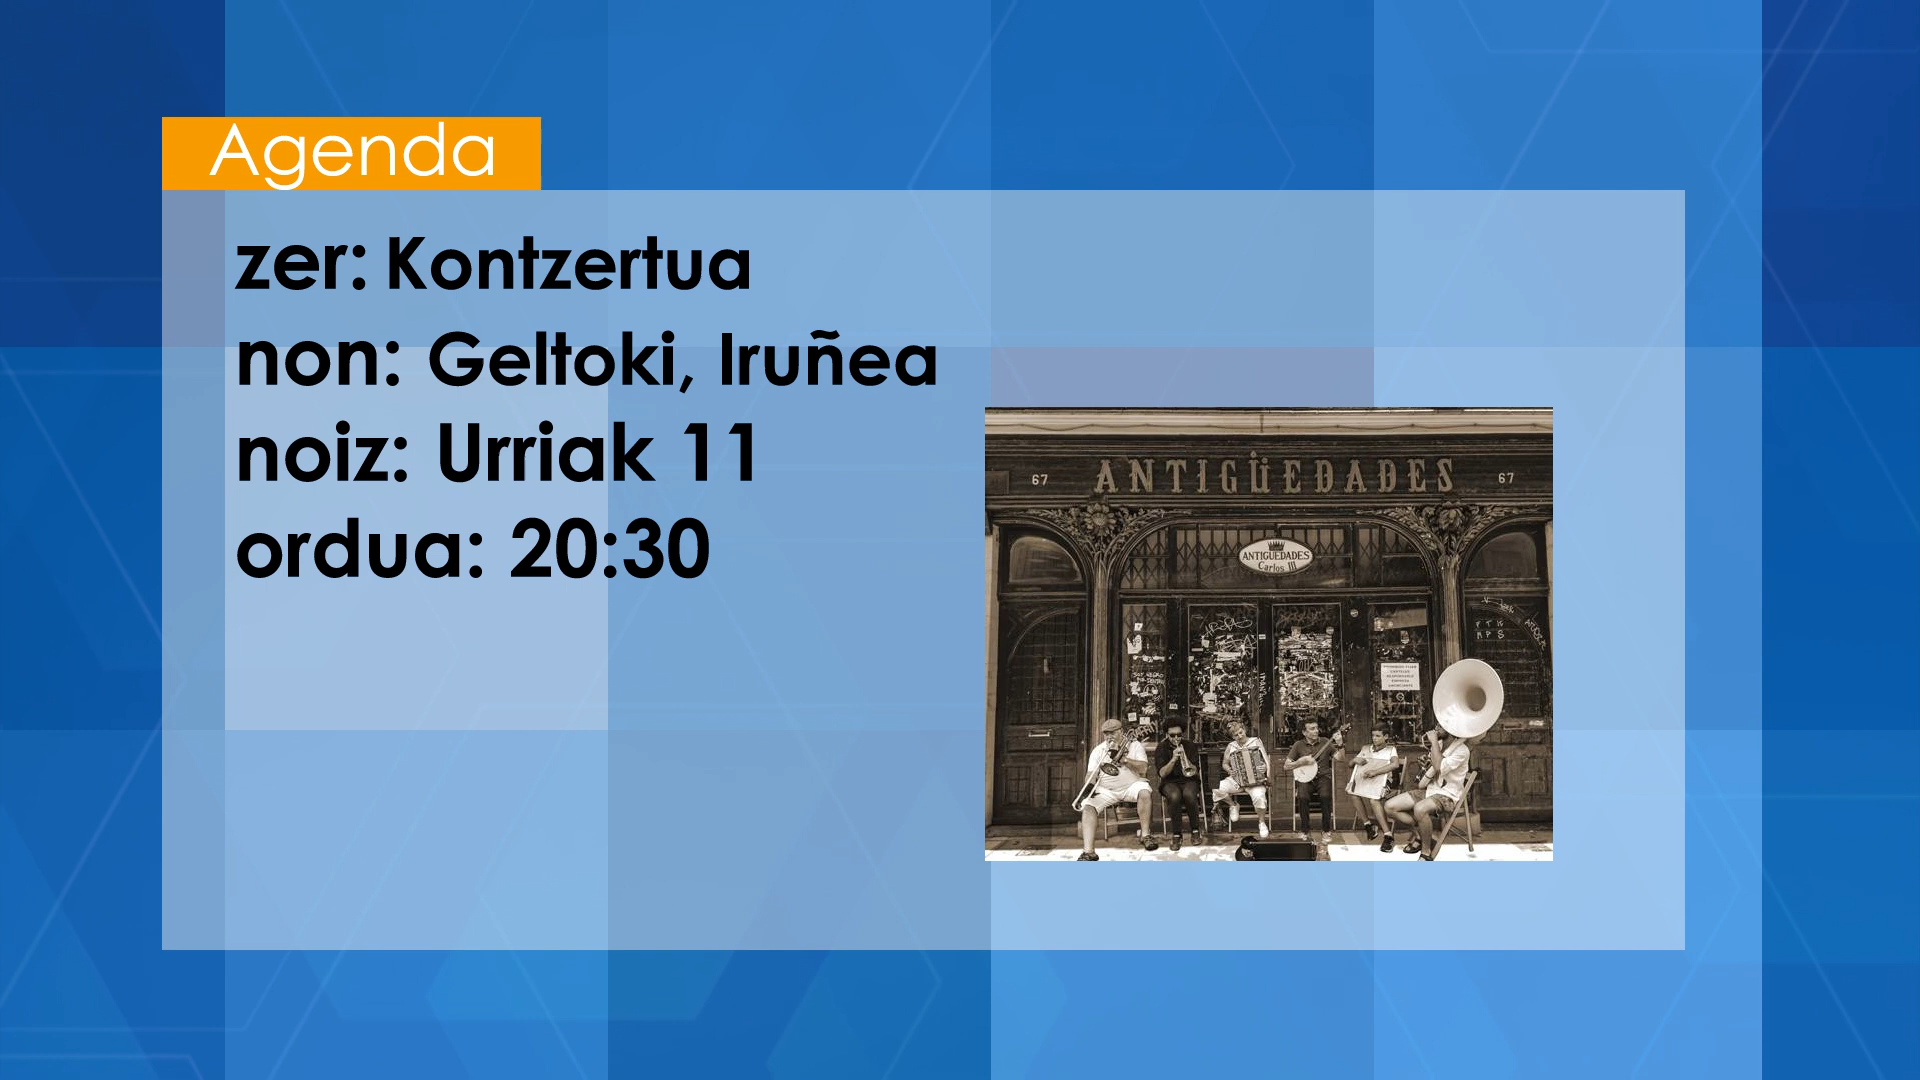 Agenda
zer: Kontzertua
non: Geltoki, Iruñea
noiz: Urriak 11
ordua: 20:30
67 ANTIGÜEDADES 67
ANTIGUEDADES
Carlos III